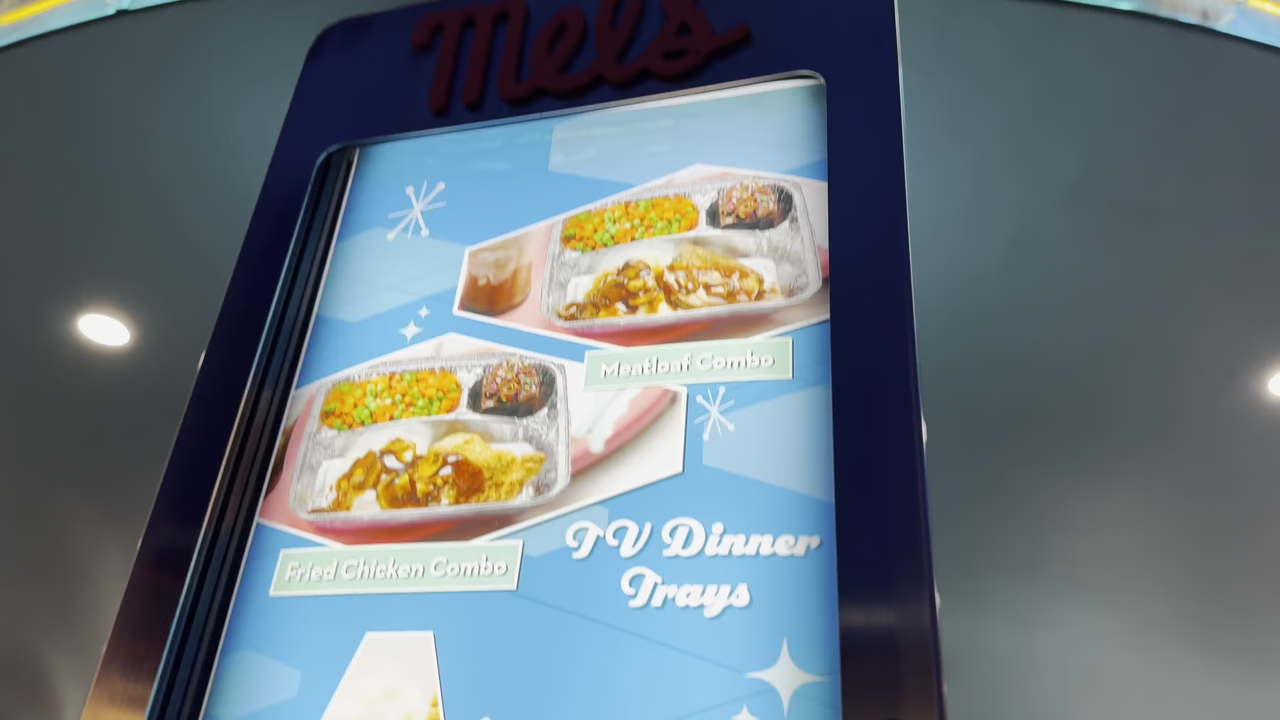 Mels
Meatloaf Combo
Fried Chicken Combo
TV Dinner
Trays